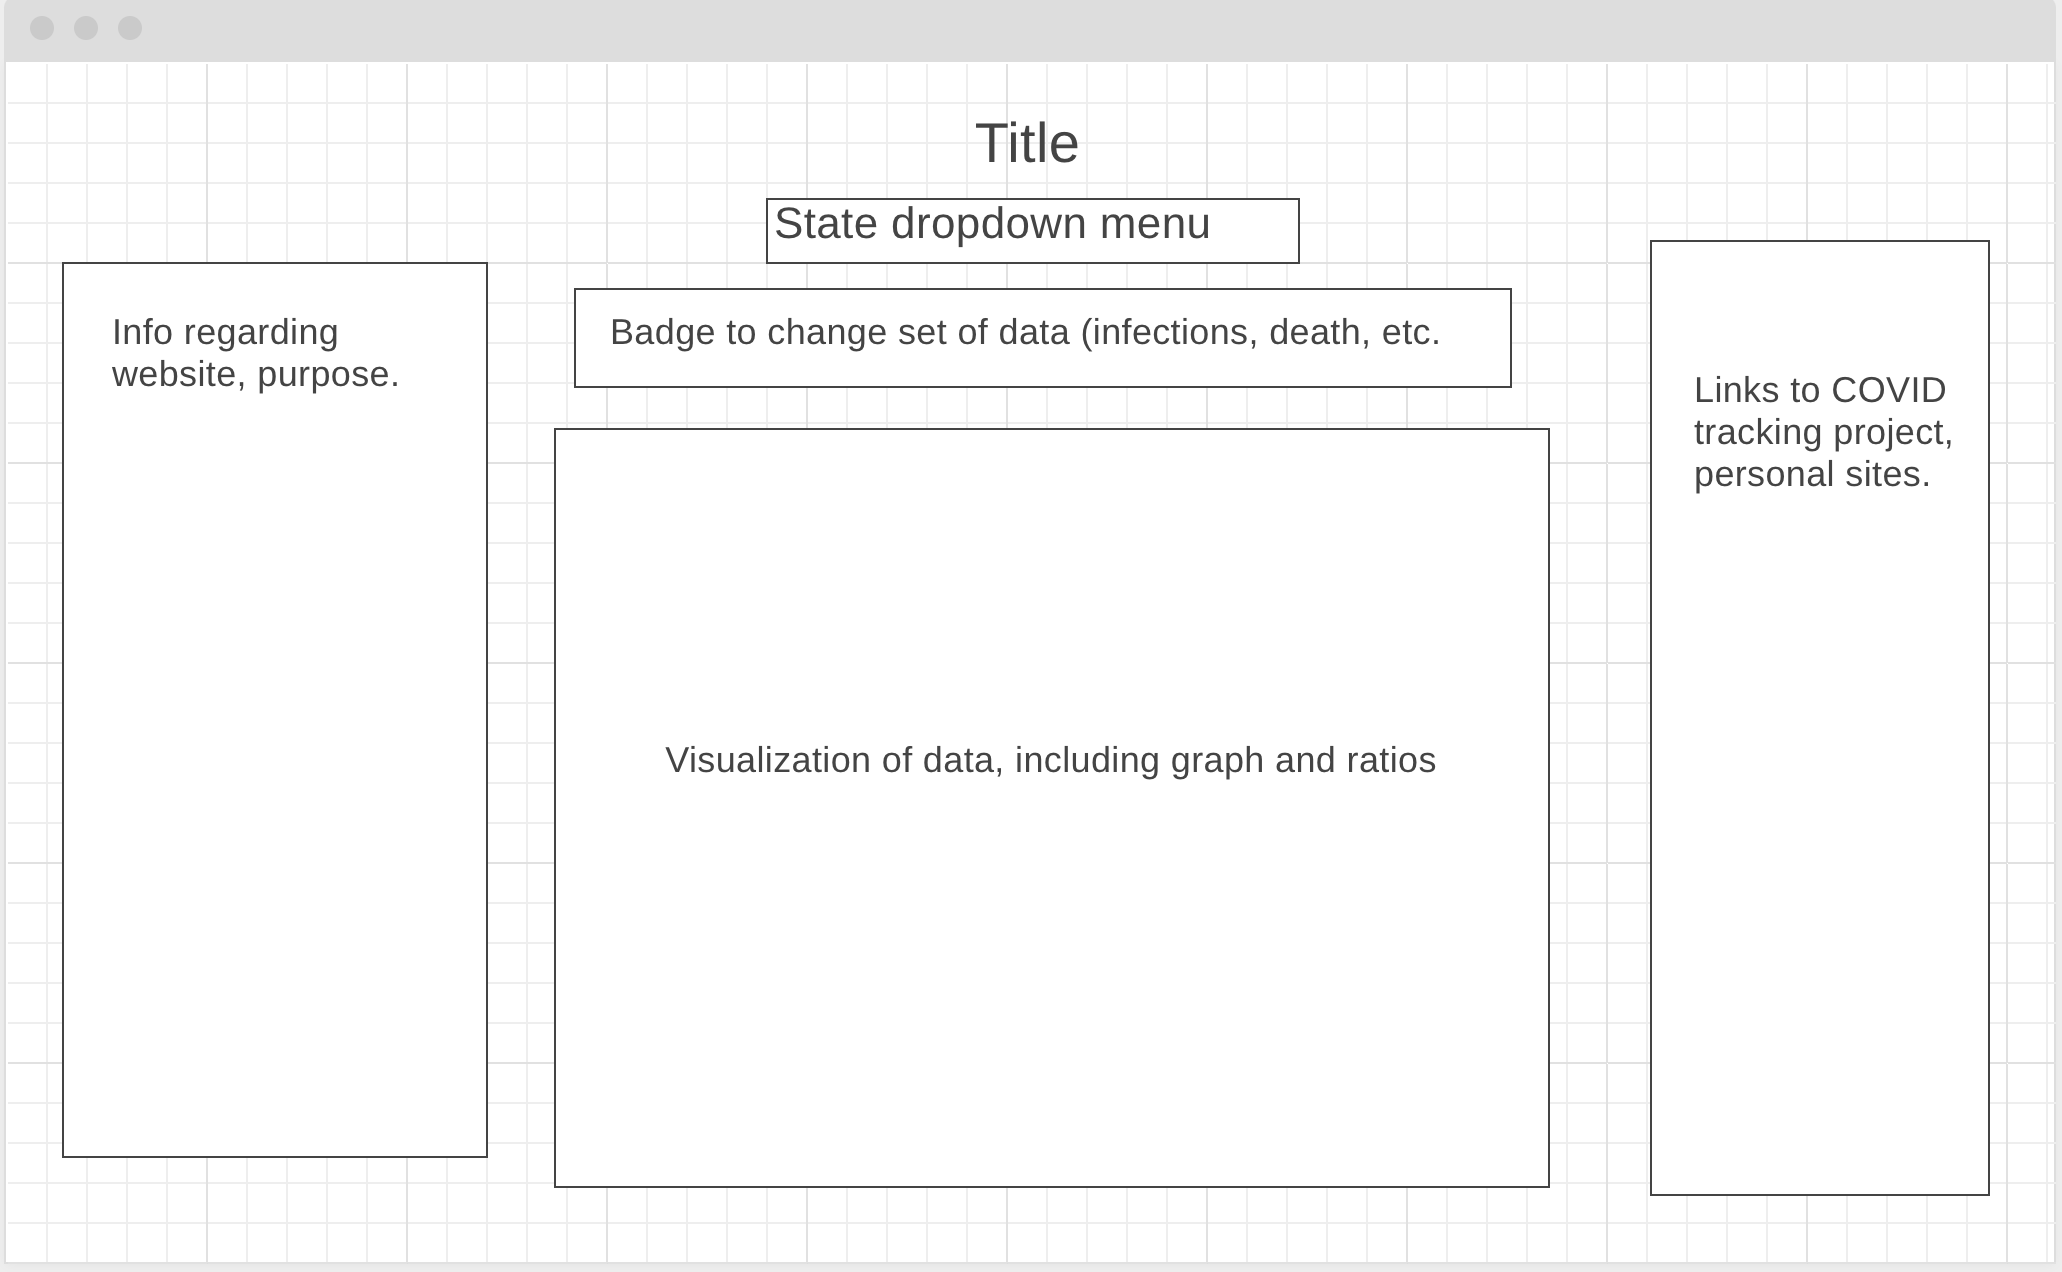 Title
State dropdown menu
Info regarding
website, purpose.
Badge to change set of data (infections, death, etc.
Links to COVID
tracking project,
personal sites.
Visualization of data, including graph and ratios